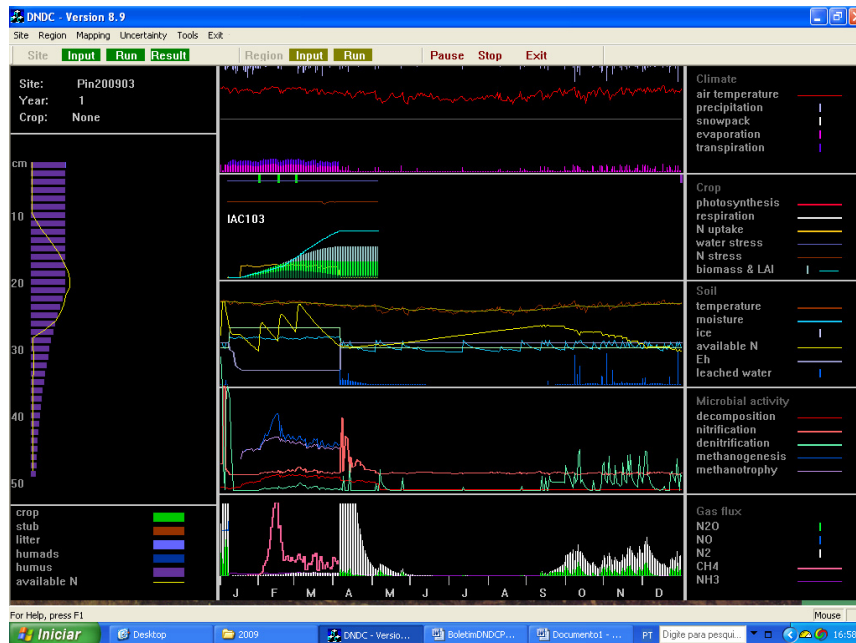 DNDC - Version 8.9
Site Region Mapping Uncertainty Tools Exit
Site Input Run Result Region Input Run Pause Stop Exit
Site: Pin200903
Year: 1
Crop: None
cm
10
20
30
40
50
crop
stub
litter
humads
humus
available N
IAC103
J F M A M J J A S O N D
Climate
air temperature
precipitation
snowpack
evaporation
transpiration
Crop
photosynthesis
respiration
N uptake
water stress
N stress
biomass & LAI
Soil
temperature
moisture
ice
available N
Eh
leached water
Microbial activity
decomposition
nitrification
denitrification
methanogenesis
methanotrophy
Gas flux
N2O
NO
N2
CH4
NH3
For Help, press F1
Mouse
Iniciar Desktop 2009 DNDC - Versio... BoletimDNDCP... Documento1 - ... PT Digite para pesqui... 16:58